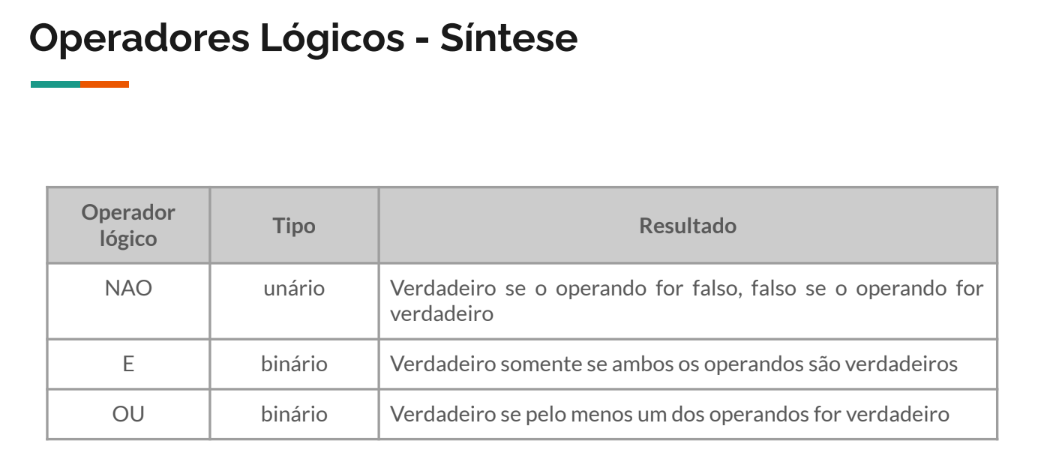 Operadores Lógicos - Síntese
Operador
lógico
Tipo
Resultado
NAO
unário
Verdadeiro se o operando for falso, falso se o operando for
verdadeiro
E
binário
Verdadeiro somente se ambos os operandos são verdadeiros
OU
binário
Verdadeiro se pelo menos um dos operandos for verdadeiro